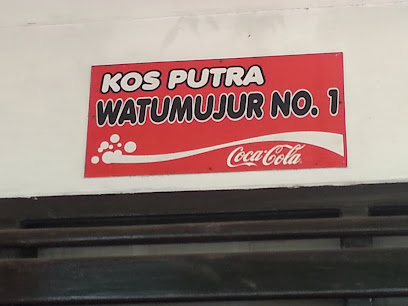 KOS PUTRA
WATUMUJUR NO. 1
Coca-Cola